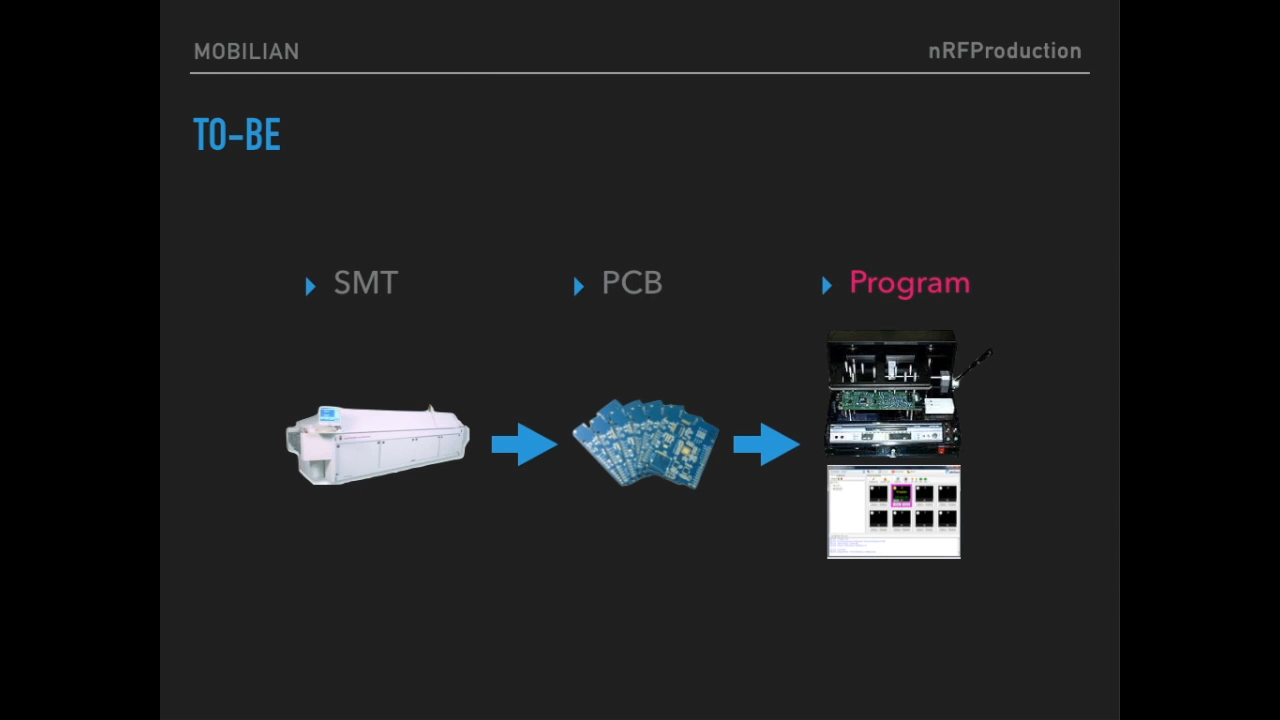 MOBILIAN
nRFProduction
TO-BE
SMT
PCB
Program